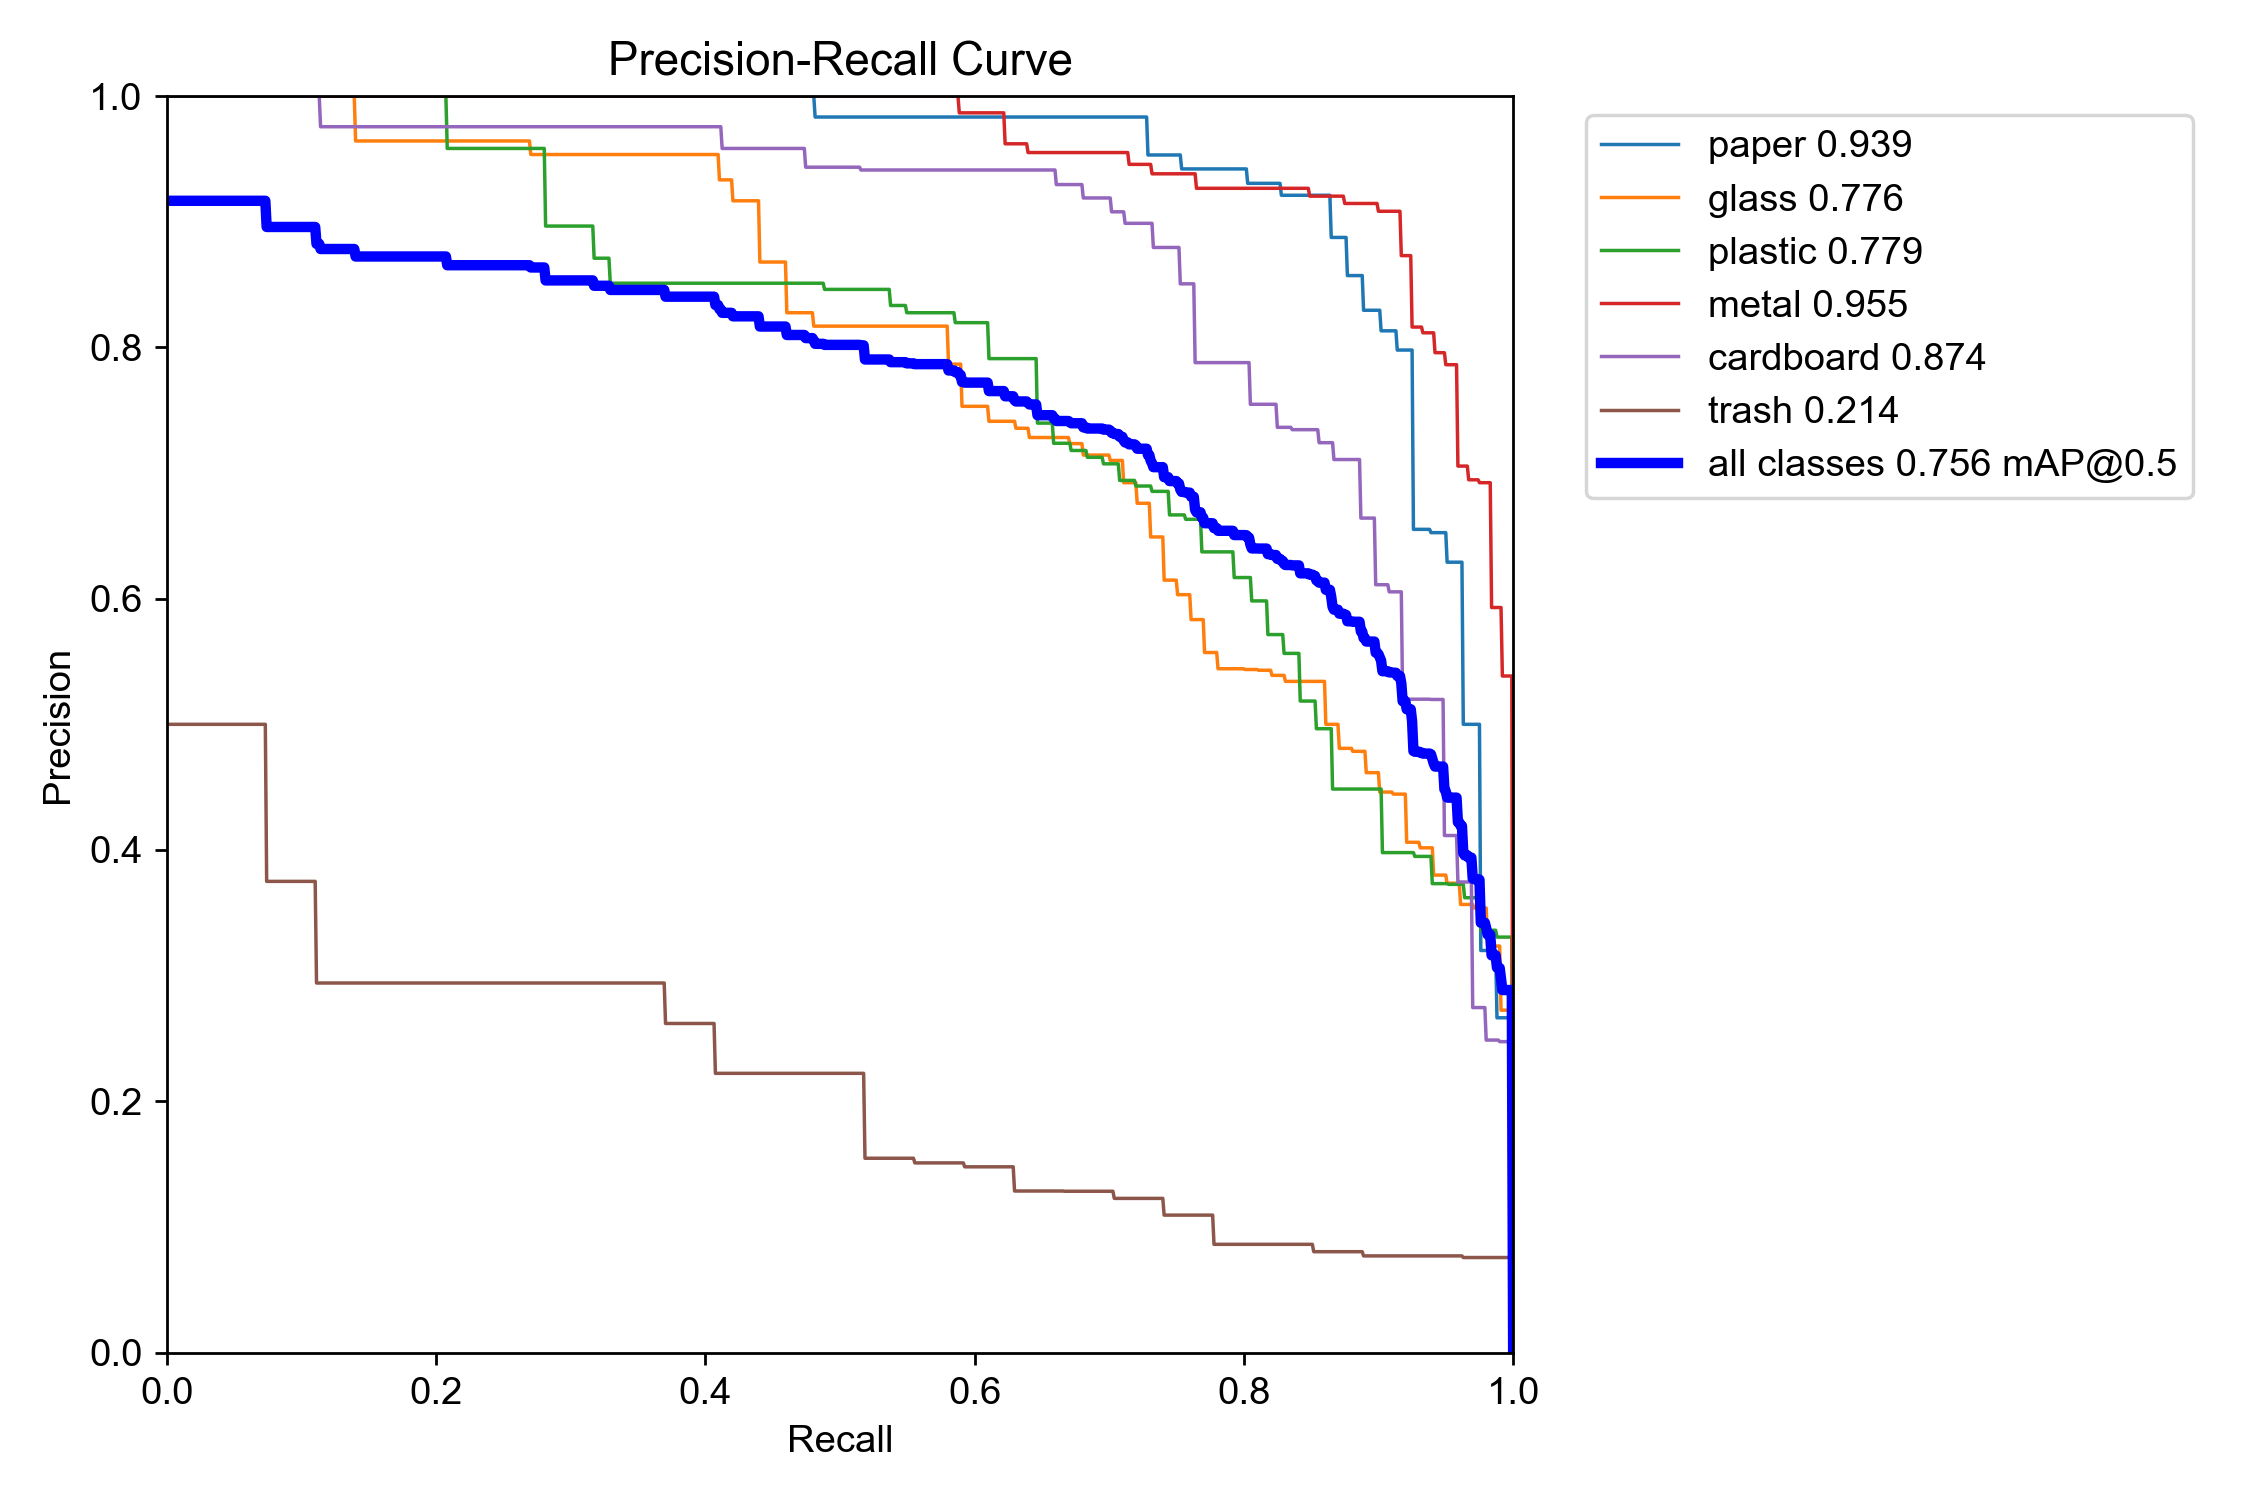 Precision-Recall Curve
1.0
0.8
0.6
0.4
0.2
0.0
Precision
0.0 0.2 0.4 0.6 0.8 1.0
Recall
paper 0.939
glass 0.776
plastic 0.779
metal 0.955
cardboard 0.874
trash 0.214
all classes 0.756 mAP@0.5